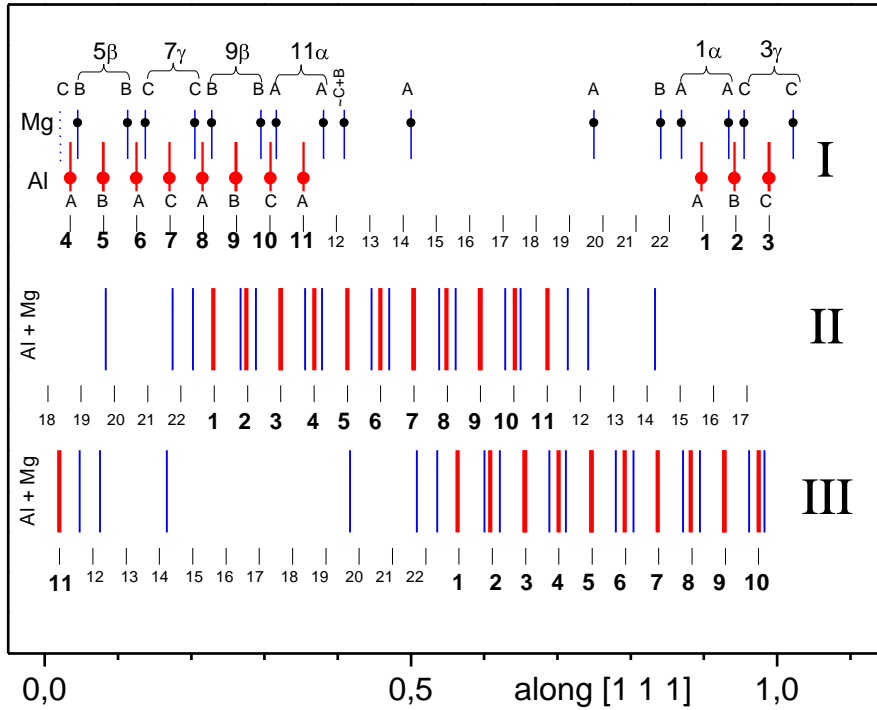 5β 7γ 9β 11α 1α 3γ
C B B C C B B A A ~C+B A A B A A C C
Mg
I
Al
A B A C A B C A A B C
4 5 6 7 8 9 10 11 12 13 14 15 16 17 18 19 20 21 22 1 2 3
Al + Mg
II
18 19 20 21 22 1 2 3 4 5 6 7 8 9 10 11 12 13 14 15 16 17
Al + Mg
III
11 12 13 14 15 16 17 18 19 20 21 22 1 2 3 4 5 6 7 8 9 10
0,0 0,5 along [1 1 1] 1,0